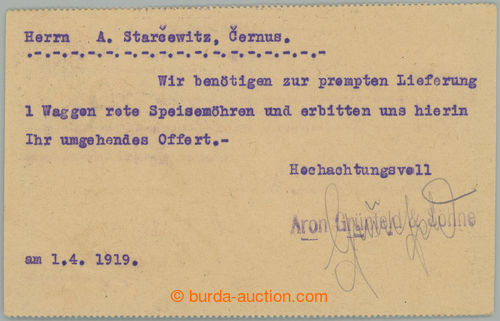 Herrn A. Starčewitz, Černus.
-.-.-.-.-.-.-.-.-.-.-.-.-.-.-.-
Wir benötigen zur prompten Lieferung
1 Waggon rote Speisemöhren und erbitten uns hierin
Ihr umgehendes Offert.-
Hochachtungsvoll
Aron Grünfeld & Söhne
am 1.4. 1919.
© burda-auction.com